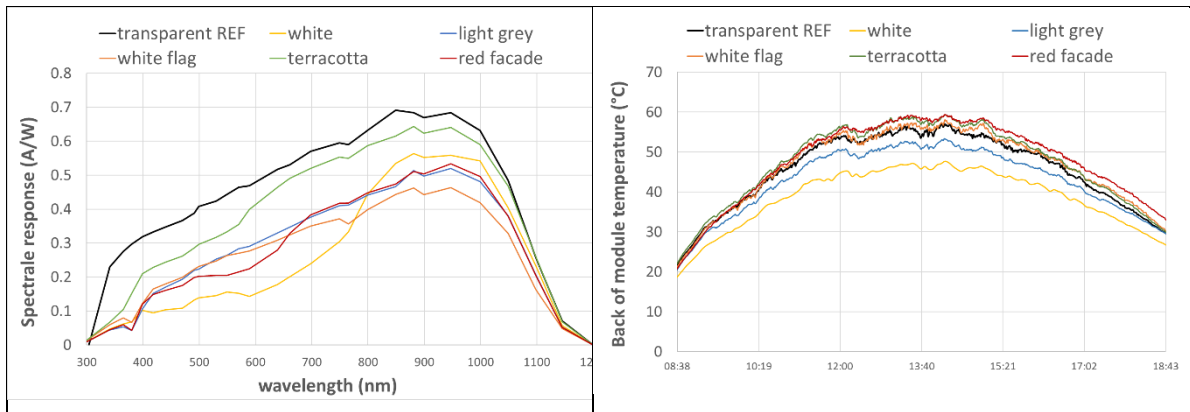 transparent REF white light grey
white flag terracotta red facade
0.8
0.7
0.6
0.5
0.4
0.3
0.2
0.1
0
Spectrale response (A/W)
300 400 500 600 700 800 900 1000 1100 12
wavelength (nm)
transparent REF white light grey
white flag terracotta red facade
70
60
50
40
30
20
10
0
Back of module temperature (°C)
08:38 10:19 12:00 13:40 15:21 17:02 18:43